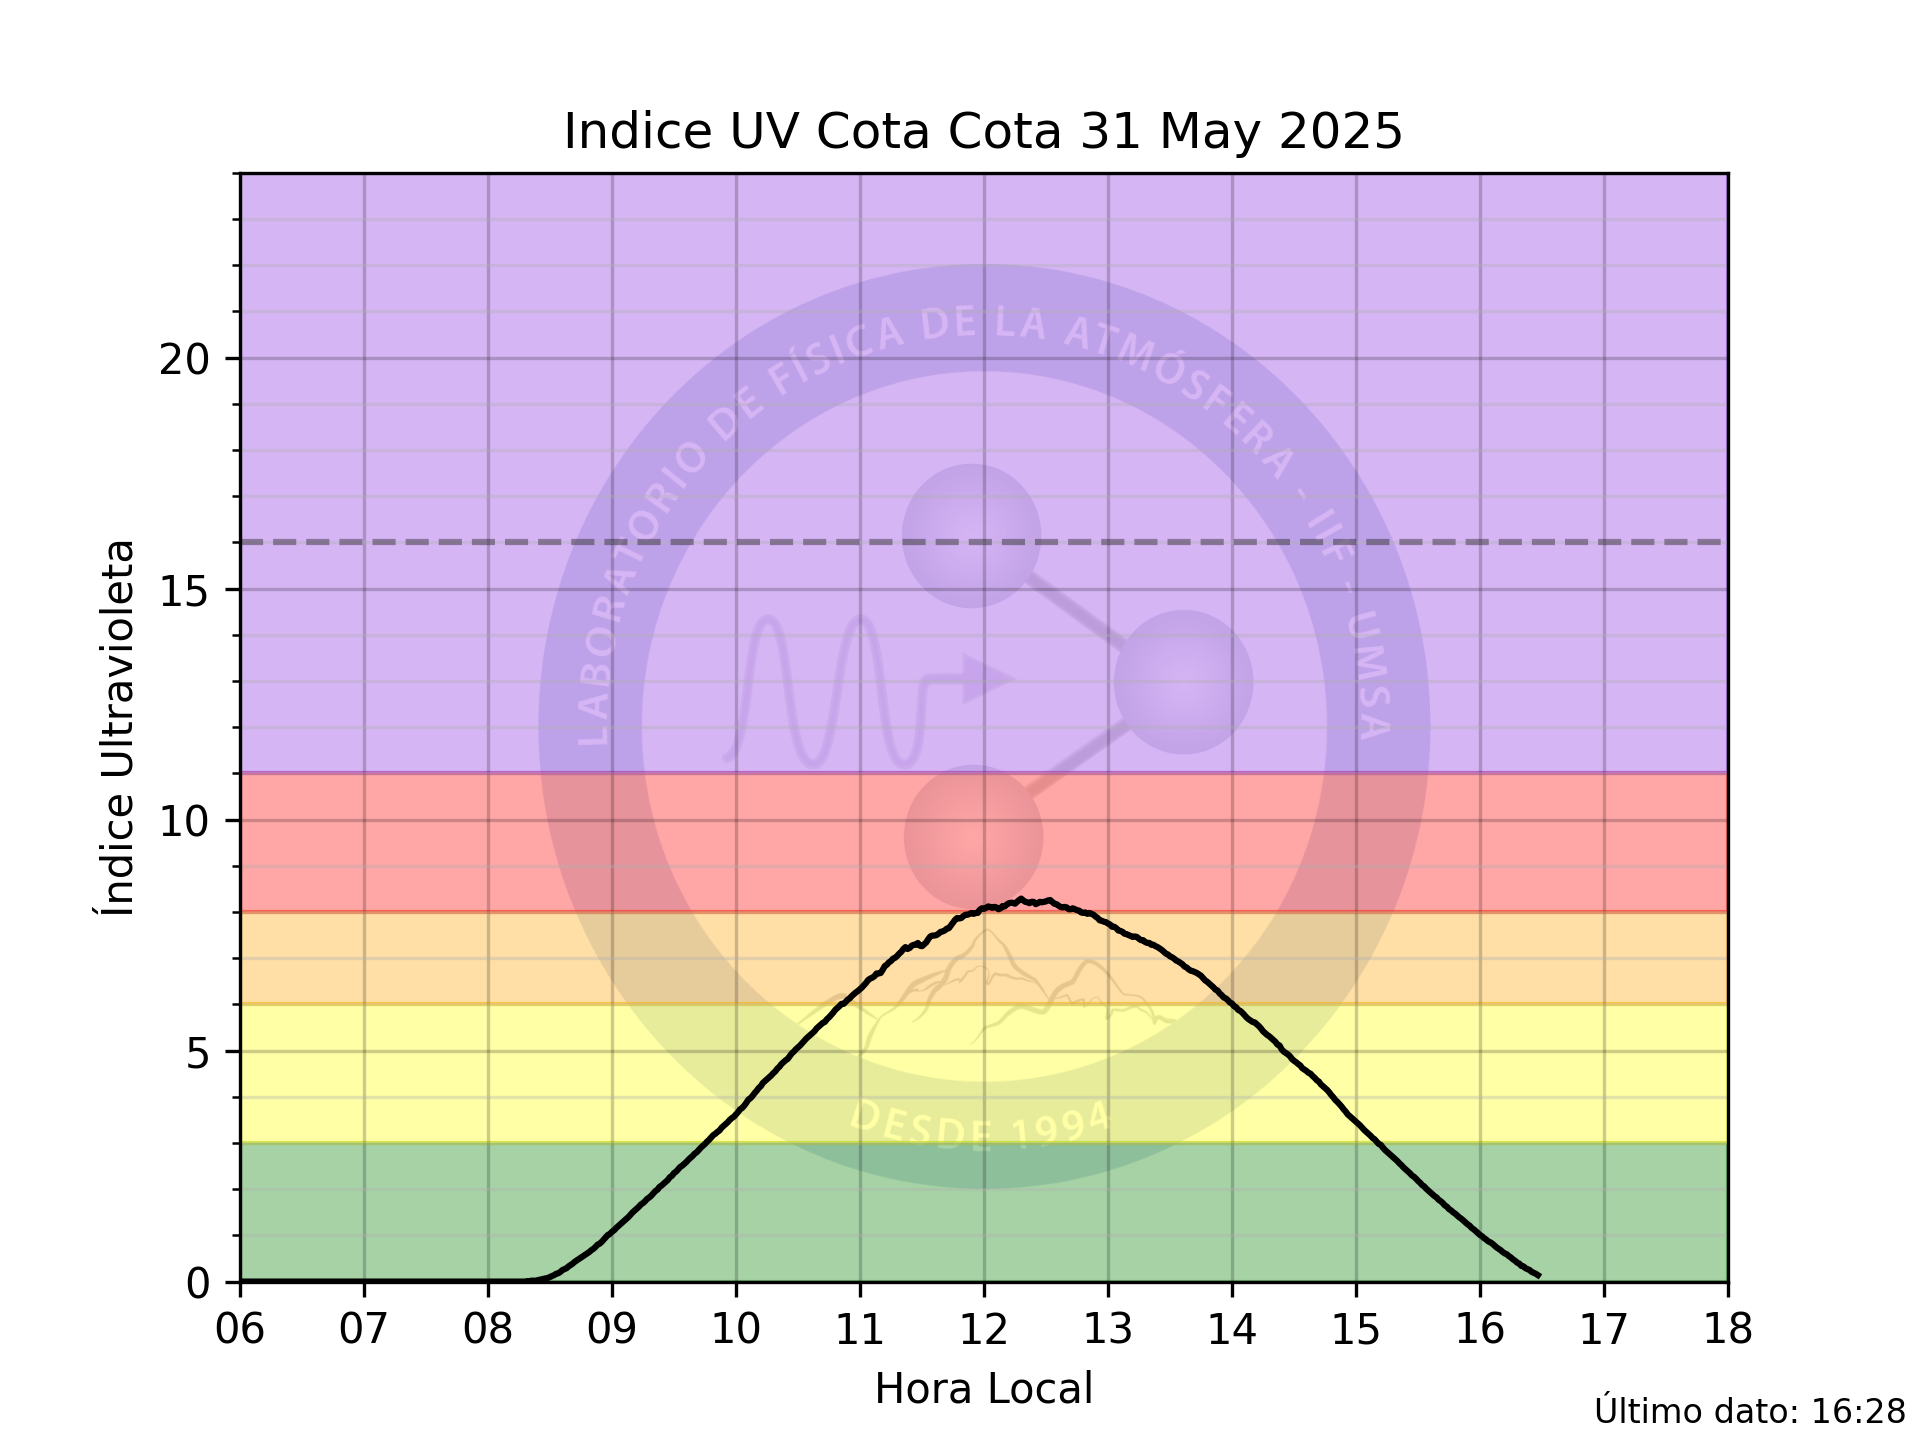 Indice UV Cota Cota 31 May 2025
Índice Ultravioleta
20
15
10
5
0
LABORATORIO DE FÍSICA DE LA ATMÓSFERA - IIF - UMSA
DESDE 1994
06 07 08 09 10 11 12 13 14 15 16 17 18
Hora Local
Último dato: 16:28